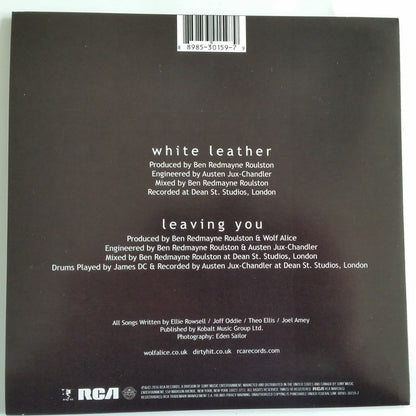 8 8985-30159-7 9
white leather
Produced by Ben Redmayne Roulston
Engineered by Austen Jux-Chandler
Mixed by Ben Redmayne Roulston
Recorded at Dean St. Studios, London
leaving you
Produced by Ben Redmayne Roulston & Wolf Alice
Engineered by Ben Redmayne Roulston & Austen Jux-Chandler
Mixed by Ben Redmayne Roulston at Dean St. Studios, London
Drums Played by James DC & Recorded by Austen Jux-Chandler at Dean St. Studios, London
All Songs Written by Ellie Rowsell / Joff Oddie / Theo Ellis / Joel Amey
Published by Kobalt Music Group Ltd.
Photography: Eden Sailor
wolfalice.co.uk dirtyhit.co.uk rcarecords.com
RCA